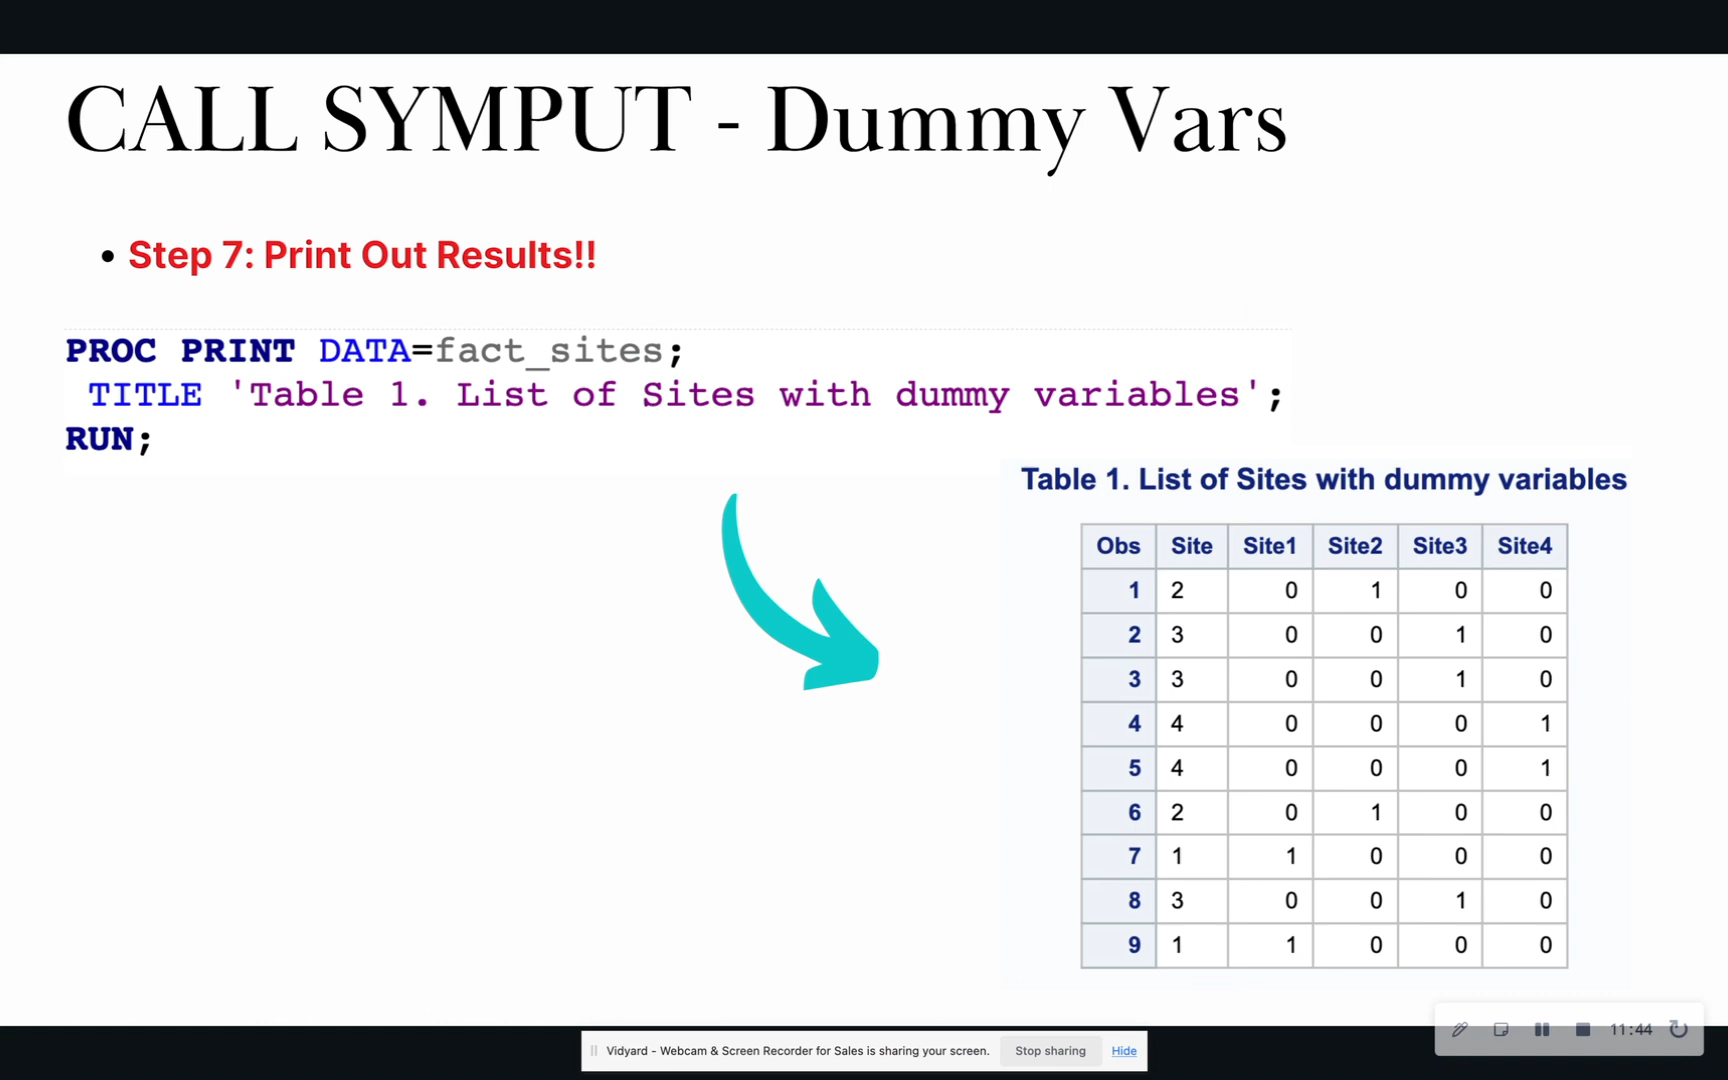 CALL SYMPUT - Dummy Vars
• Step 7: Print Out Results!!
PROC PRINT DATA=fact_sites;
TITLE 'Table 1. List of Sites with dummy variables';
RUN;
Table 1. List of Sites with dummy variables
Obs Site Site1 Site2 Site3 Site4
1 2 0 1 0 0
2 3 0 0 1 0
3 3 0 0 1 0
4 4 0 0 0 1
5 4 0 0 0 1
6 2 0 1 0 0
7 1 1 0 0 0
8 3 0 0 1 0
9 1 1 0 0 0
11:44
Vidyard - Webcam & Screen Recorder for Sales is sharing your screen. Stop sharing Hide